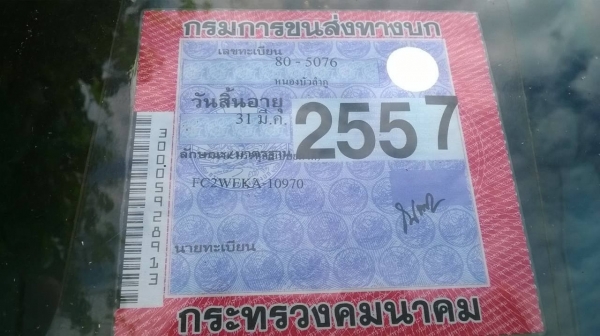 กรมการขนส่งทางบก
เลขทะเบียน
80 - 5076
หนองบัวลำภู
วันสิ้นอายุ
31 มี.ค. 2557
FC2WEKA-10970
นายทะเบียน
กระทรวงคมนาคม
30005928913